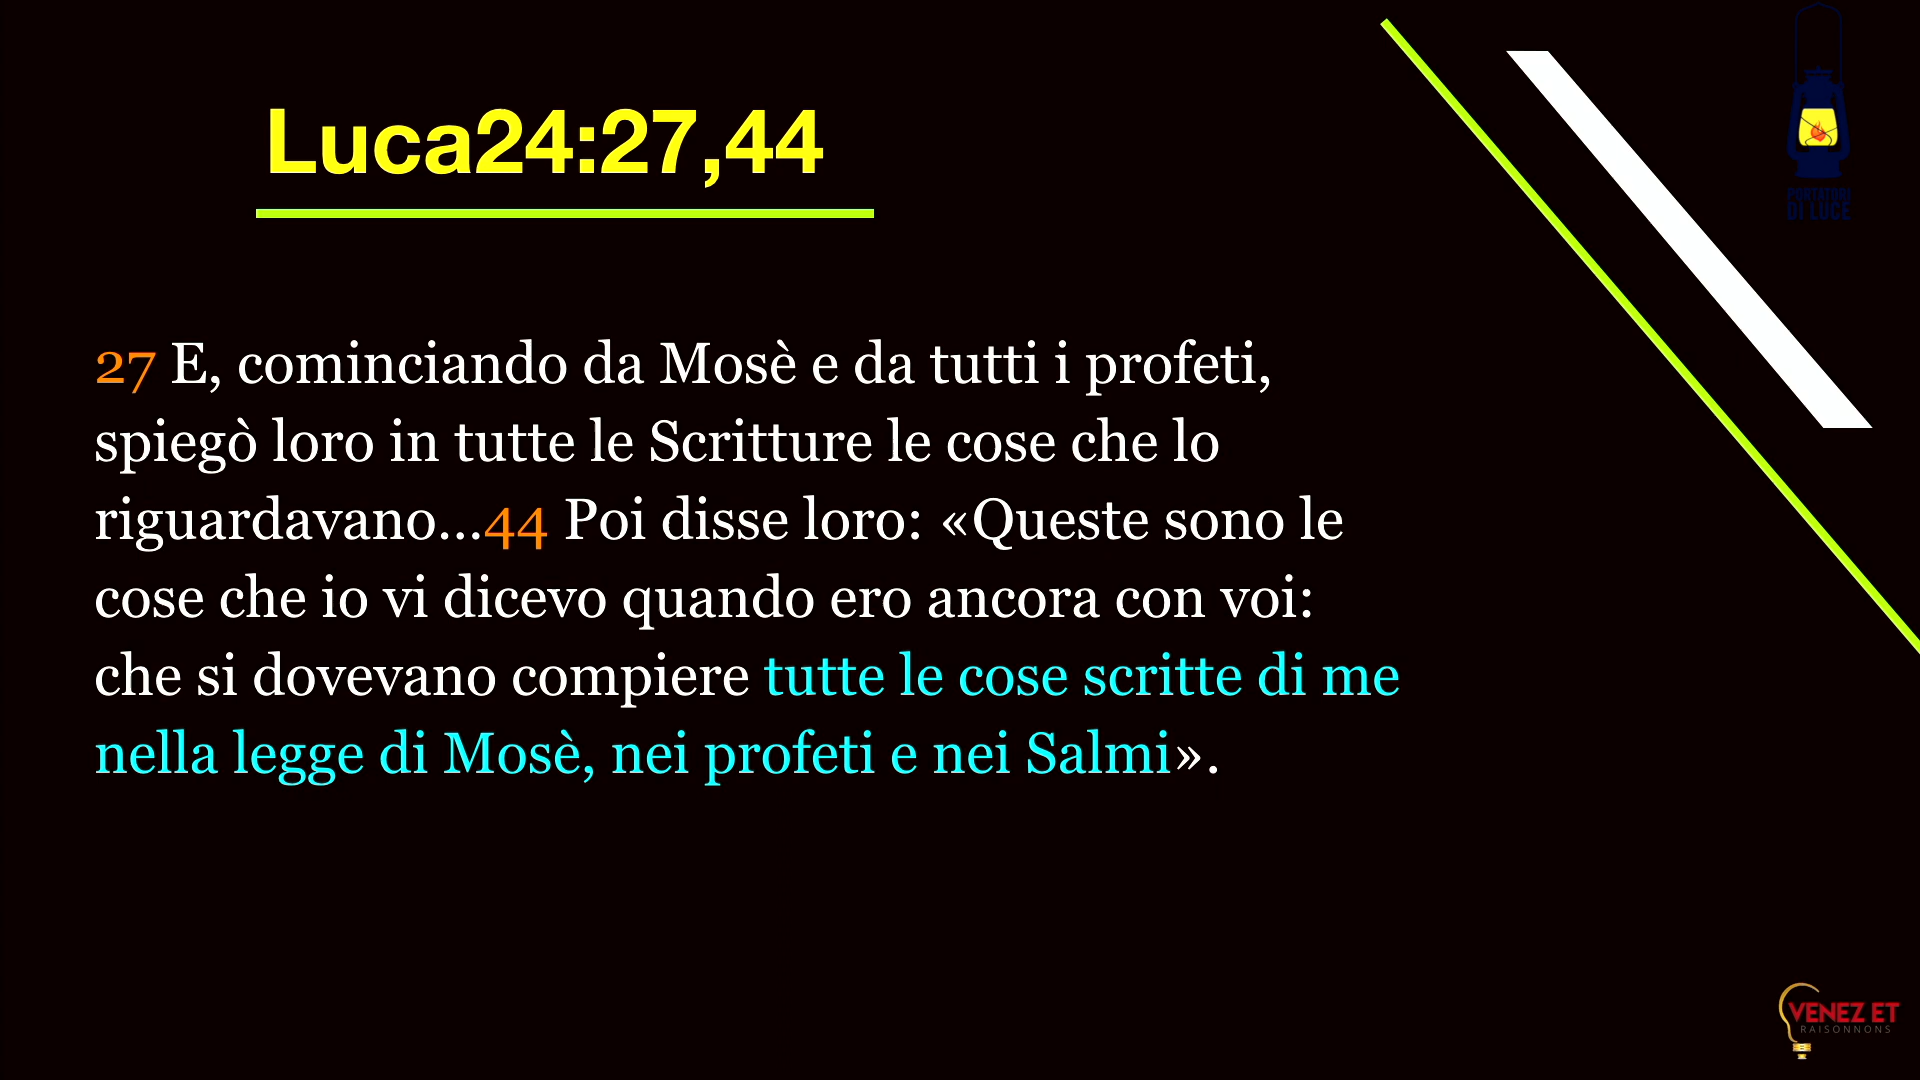 PORTATORI
DI LUCE
Luca24:27,44
27 E, cominciando da Mosè e da tutti i profeti,
spiegò loro in tutte le Scritture le cose che lo
riguardavano...44 Poi disse loro: «Queste sono le
cose che io vi dicevo quando ero ancora con voi:
che si dovevano compiere tutte le cose scritte di me
nella legge di Mosè, nei profeti e nei Salmi».
VENEZ ET
RAISONNONS